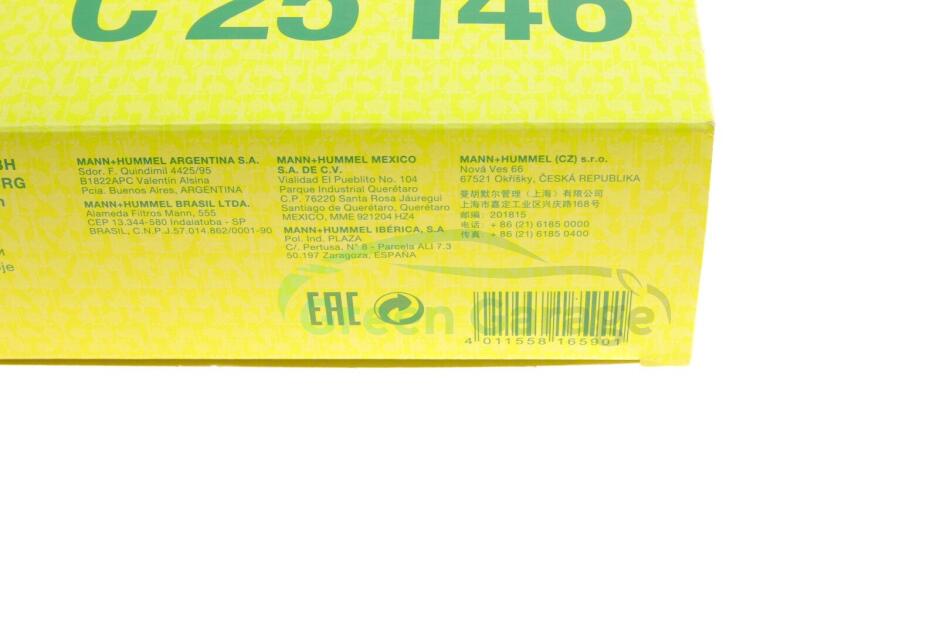 C 25 146
BH
RG
MANN+HUMMEL ARGENTINA S.A.
Sdor. F. Quindimil 4425/95
B1822APC Valentin Alsina
Pcia. Buenos Aires, ARGENTINA
MANN+HUMMEL BRASIL LTDA.
Alameda Filtros Mann, 555
CEP 13.344-580 Indaiatuba - SP
BRASIL, C.N.P.J.57.014.862/0001-90
MANN+HUMMEL MEXICO
S.A. DE C.V.
Vialidad El Pueblito No. 104
Parque Industrial Querétaro
C.P. 76220 Santa Rosa Jáuregui
Santiago de Querétaro, Querétaro
MEXICO, MME 921204 HZ4
MANN+HUMMEL IBÉRICA, S.A
Pol. Ind. PLAZA
C/. Pertusa, N° 8 - Parcela ALI 7.3
50.197 Zaragoza, ESPAÑA
MANN+HUMMEL (CZ) s.r.o.
Nová Ves 66
67521 Okříšky, ČESKÁ REPUBLIKA
曼胡默尔管理（上海）有限公司
上海市嘉定工业区兴庆路168号
邮编: 201815
电话: + 86 (21) 6185 0000
传真: + 86 (21) 6185 0400
EAC
Green Garage
4 011558 165901